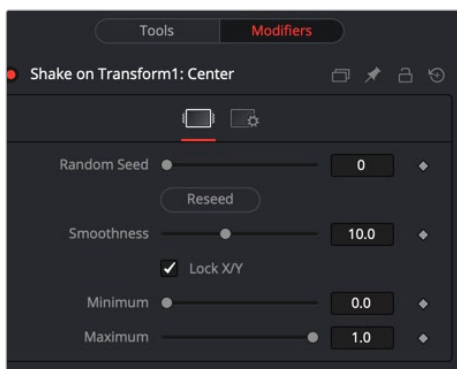 Tools Modifiers
Shake on Transform1: Center
Random Seed 0
Reseed
Smoothness 10.0
Lock X/Y
Minimum 0.0
Maximum 1.0